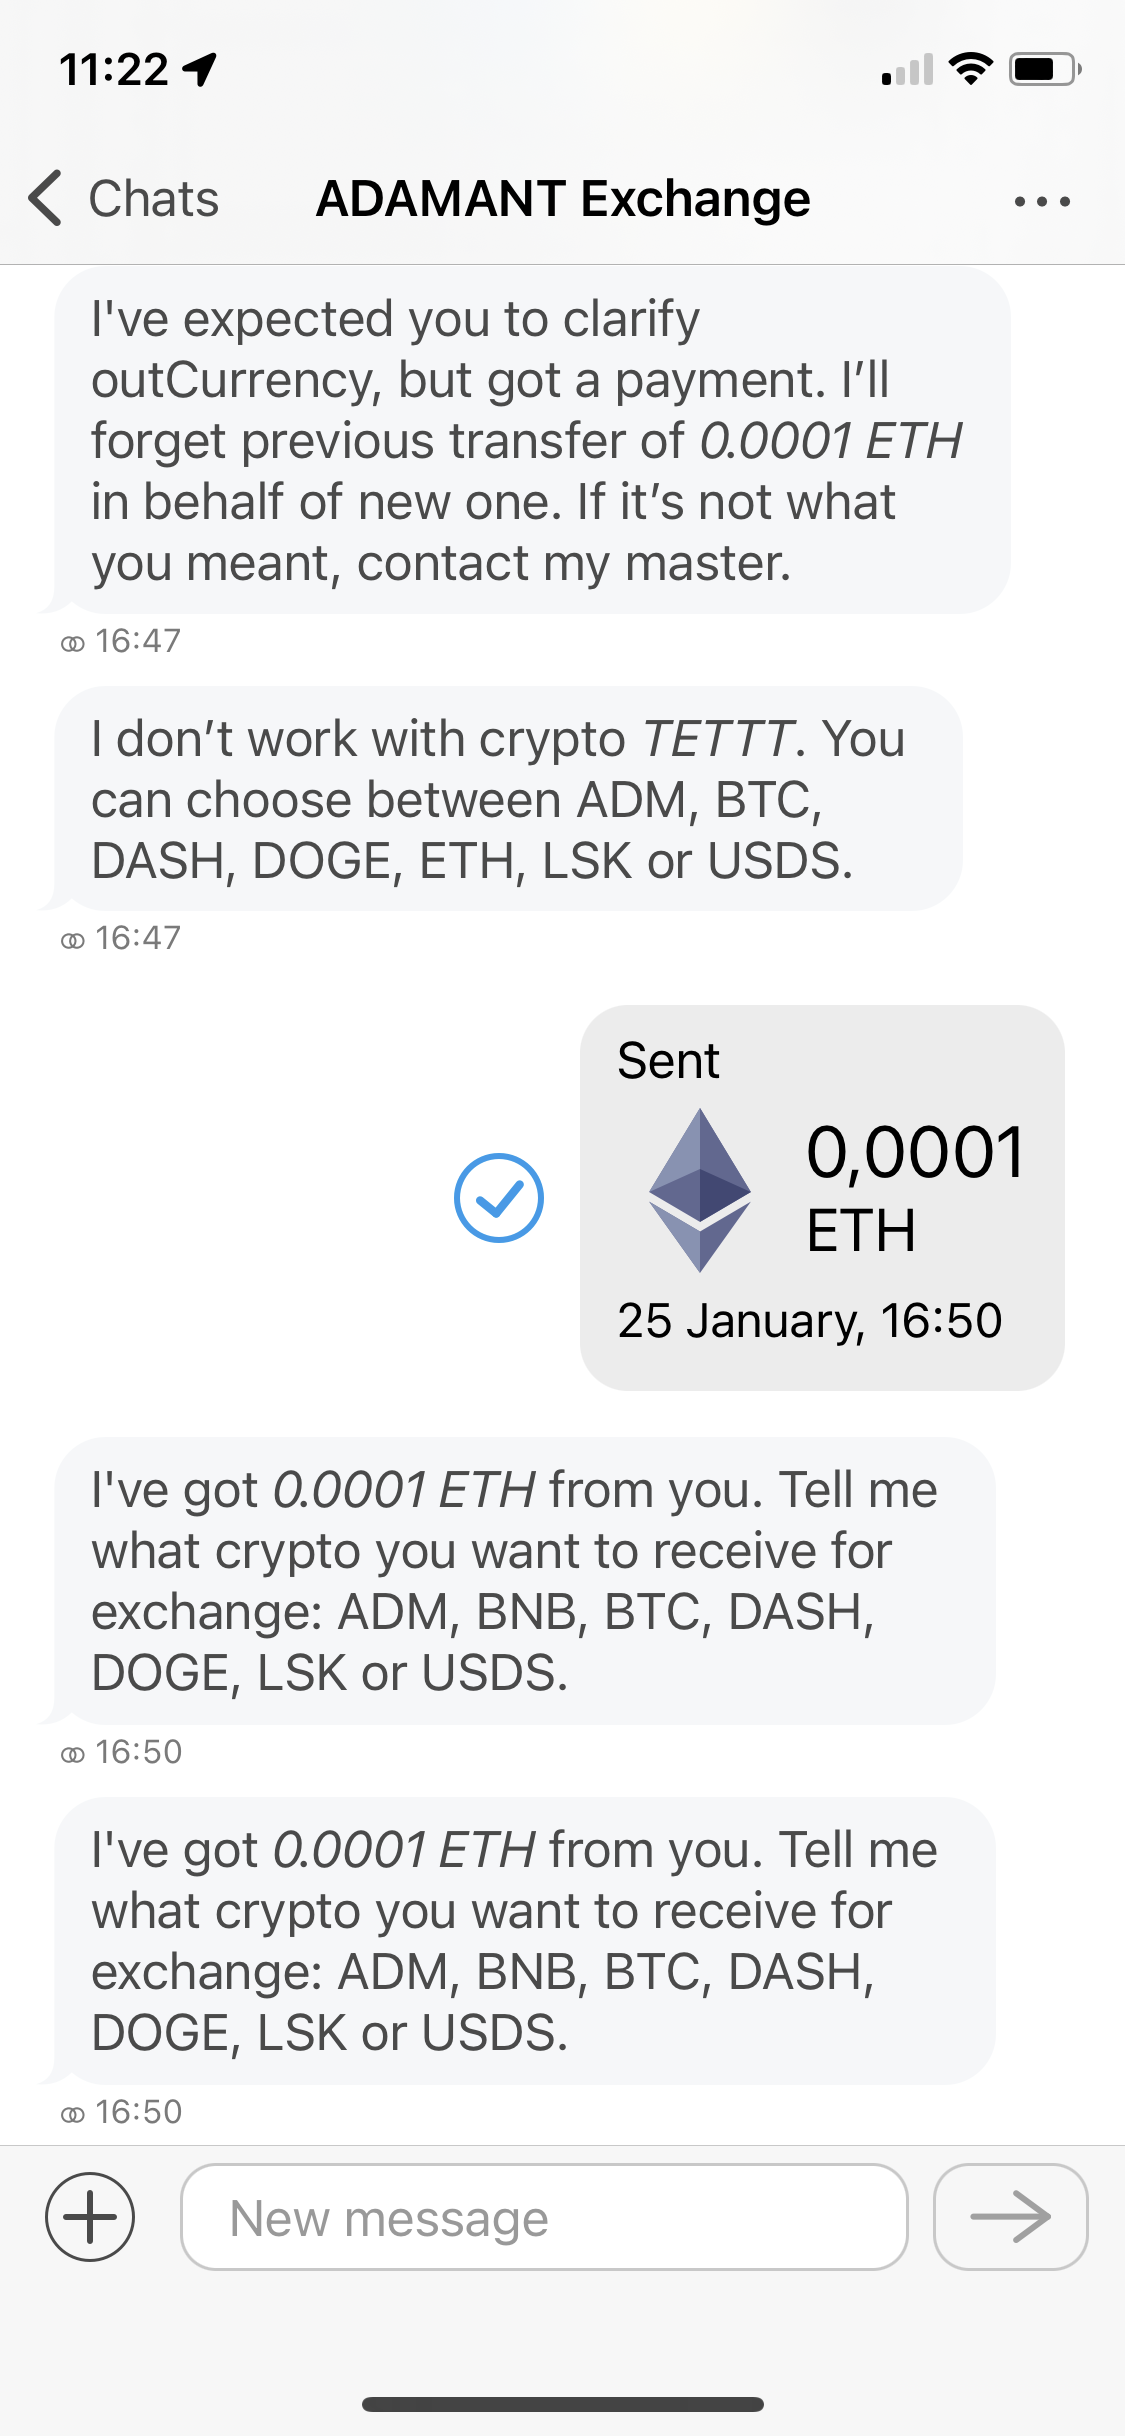 11:22
Chats
ADAMANT Exchange
I've expected you to clarify
outCurrency, but got a payment. I’ll
forget previous transfer of 0.0001 ETH
in behalf of new one. If it’s not what
you meant, contact my master.
16:47
I don’t work with crypto TETTT. You
can choose between ADM, BTC,
DASH, DOGE, ETH, LSK or USDS.
16:47
Sent
0,0001
ETH
25 January, 16:50
I've got 0.0001 ETH from you. Tell me
what crypto you want to receive for
exchange: ADM, BNB, BTC, DASH,
DOGE, LSK or USDS.
16:50
I've got 0.0001 ETH from you. Tell me
what crypto you want to receive for
exchange: ADM, BNB, BTC, DASH,
DOGE, LSK or USDS.
16:50
New message